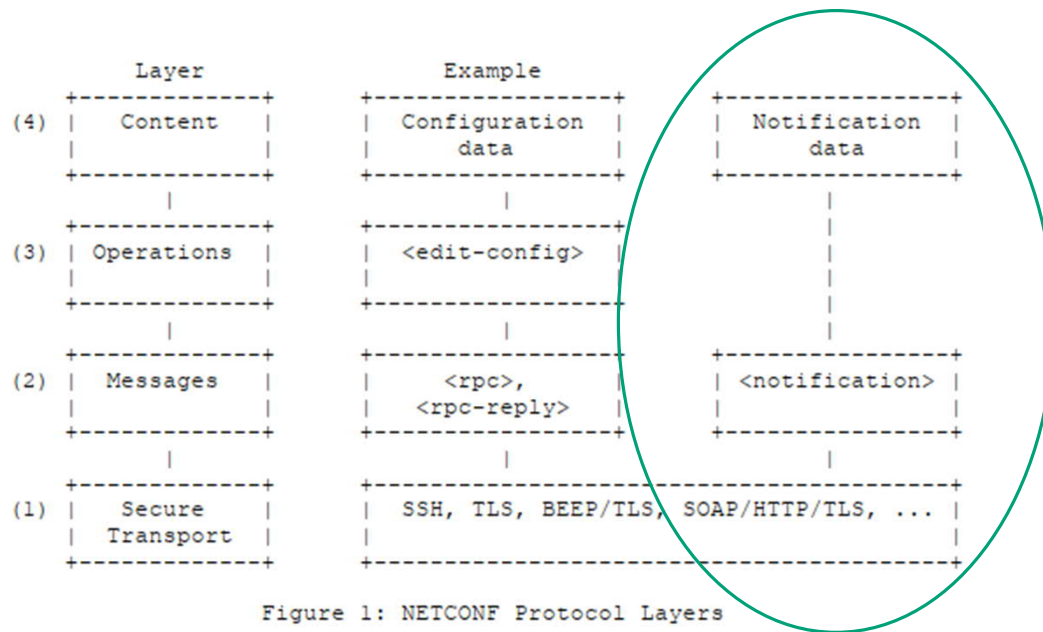 Layer Example
(4) Content Configuration data Notification data
(3) Operations <edit-config>
(2) Messages <rpc>, <rpc-reply> <notification>
(1) Secure Transport SSH, TLS, BEEP/TLS, SOAP/HTTP/TLS, ...
Figure 1: NETCONF Protocol Layers